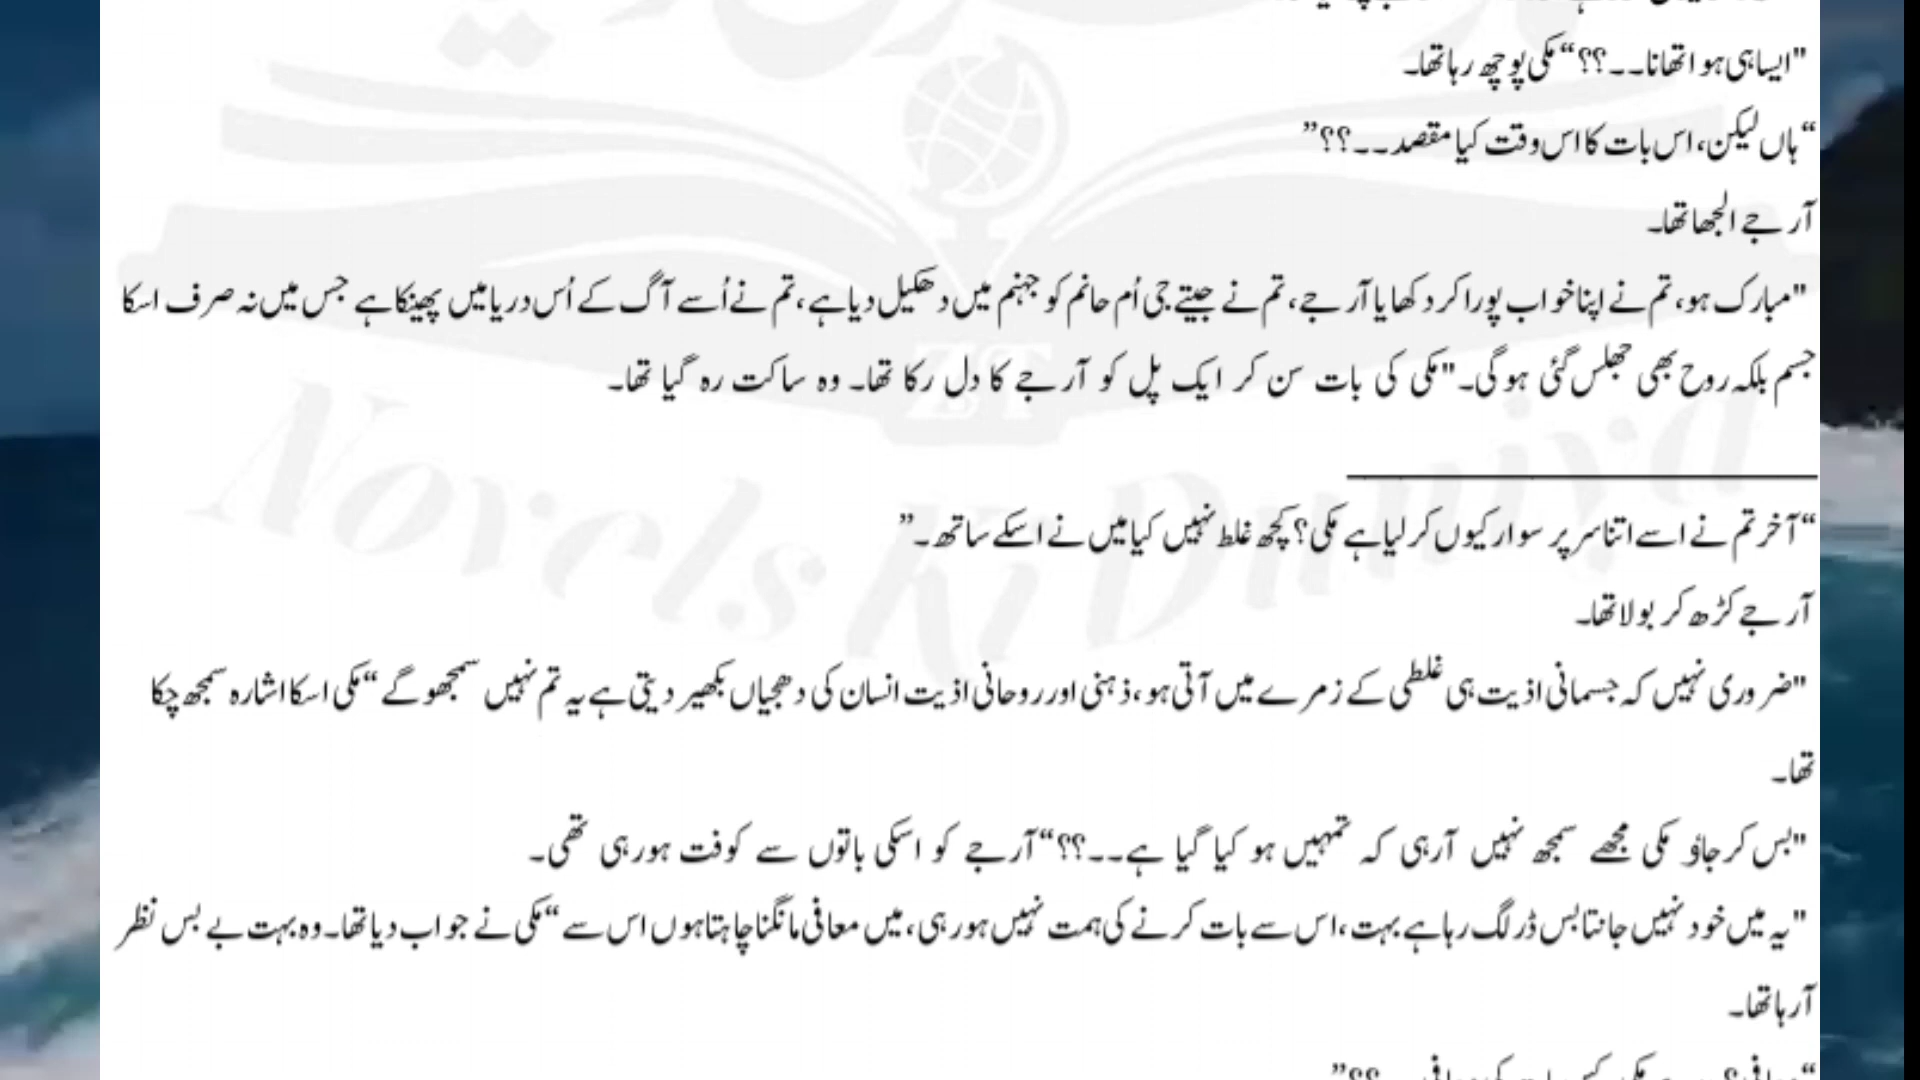 "ایسا ہی ہوا تھا نا۔۔؟؟“ مکی پوچھ رہا تھا۔
“ہاں لیکن، اس بات کا اس وقت کیا مقصد۔۔۔؟؟”
آر جے الجھا تھا۔
"مبارک ہو، تم نے اپنا خواب پورا کر دکھایا آر جے، تم نے جیتے جی اُم حانم کو جہنم میں دھکیل دیا ہے، تم نے اُسے آگ کے اُس دریا میں پھینکا ہے جس میں نہ صرف اسکا
جسم بلکہ روح بھی جھلس گئی ہو گی۔"مکی کی بات سن کر ایک پل کو آر جے کا دل رکا تھا۔ وہ ساکت رہ گیا تھا۔
ZT
Novels Ki Duniya
“آخر تم نے اسے اتنا سر پر سوار کیوں کر لیا ہے مکی؟ کچھ غلط نہیں کیا میں نے اسکے ساتھ۔”
آر جے کڑھ کر بولا تھا۔
"ضروری نہیں کہ جسمانی اذیت ہی غلطی کے زمرے میں آتی ہو، ذہنی اور روحانی اذیت انسان کی دھجیاں بکھیر دیتی ہے یہ تم نہیں سمجھو گے“ مکی اسکا اشارہ سمجھ چکا
تھا۔
"بس کر جاؤ مکی مجھے سمجھ نہیں آرہی کہ تمہیں ہو کیا گیا ہے۔۔؟؟“ آر جے کو اسکی باتوں سے کوفت ہو رہی تھی۔
"یہ میں خود نہیں جانتا بس ڈر لگ رہا ہے بہت، اس سے بات کرنے کی ہمت نہیں ہو رہی، میں معافی مانگنا چاہتا ہوں اس سے“ مکی نے جواب دیا تھا۔ وہ بہت بے بس نظر
آرہا تھا۔